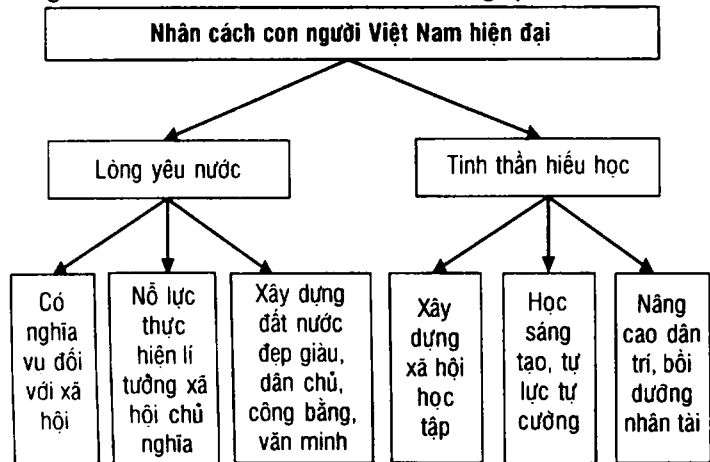 Nhân cách con người Việt Nam hiện đại
Lòng yêu nước
Tinh thần hiếu học
Có
nghĩa
vu đối
với xã
hội
Nỗ lực
thực
hiện lí
tưởng xã
hội chủ
nghĩa
Xây dựng
đất nước
đẹp giàu,
dân chủ,
công bằng,
văn minh
Xây
dựng
xã hội
học
tập
Học
sáng
tạo, tự
lực tự
cường
Nâng
cao dân
trí, bồi
dưỡng
nhân tài